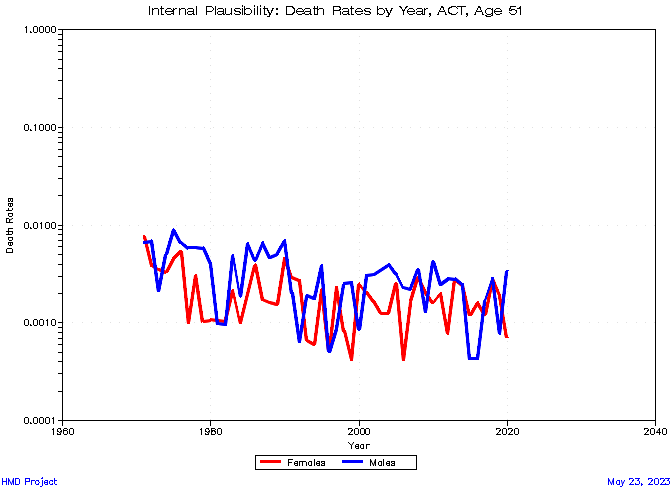 Internal Plausibility: Death Rates by Year, ACT, Age 51
1.0000
0.1000
0.0100
0.0010
0.0001
Death Rates
1960
1980
2000
2020
2040
Year
Females
Males
HMD Project
May 23, 2023